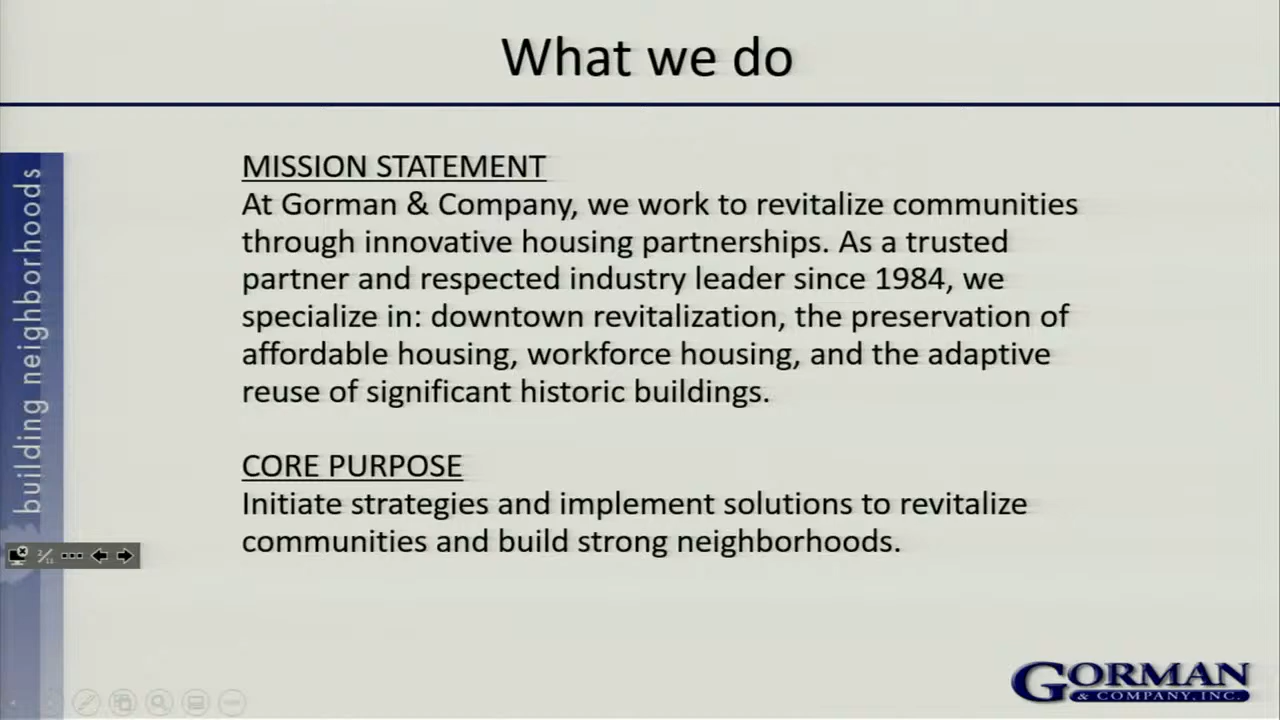 What we do
MISSION STATEMENT
At Gorman & Company, we work to revitalize communities
through innovative housing partnerships. As a trusted
partner and respected industry leader since 1984, we
specialize in: downtown revitalization, the preservation of
affordable housing, workforce housing, and the adaptive
reuse of significant historic buildings.
CORE PURPOSE
Initiate strategies and implement solutions to revitalize
communities and build strong neighborhoods.
building neighborhoods
2/11
GORMAN
& COMPANY, INC.